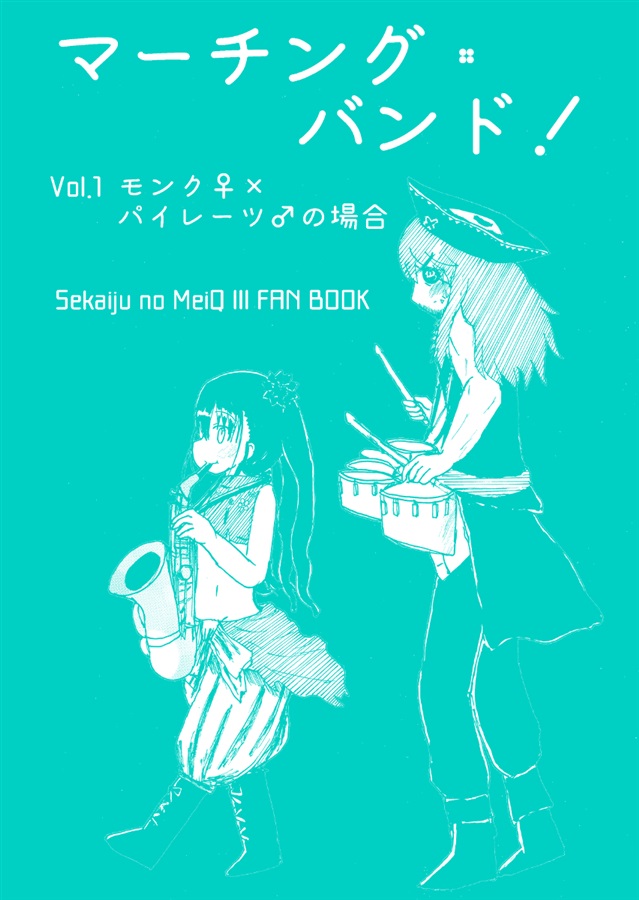 マーチング・
バンド!
Vol.1 モンク♀×
パイレーツ♂の場合
Sekaiju no MeiQ III FAN BOOK